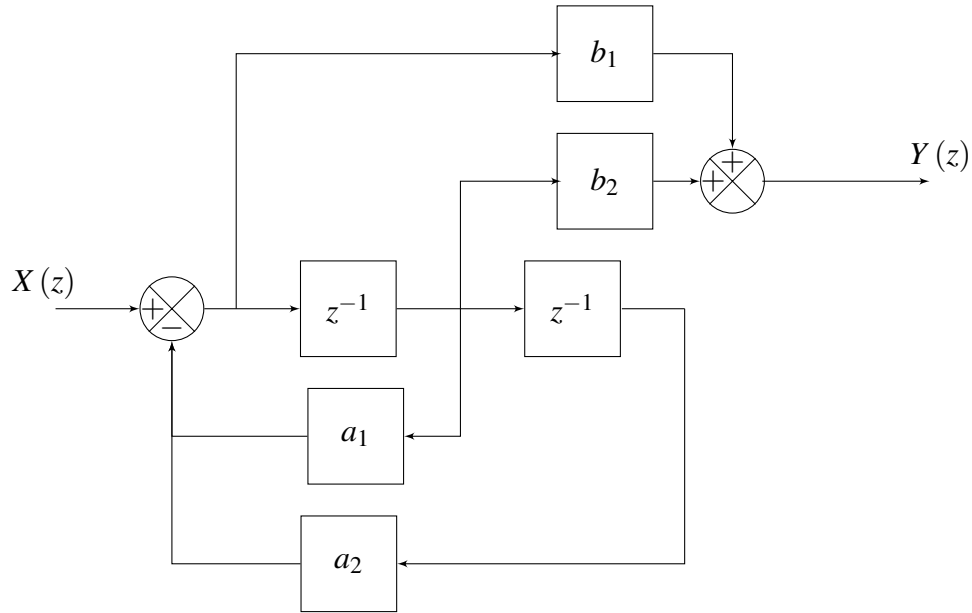 b₁
b₂
Y (z)
+
+
X (z)
+
−
z⁻¹
z⁻¹
a₁
a₂